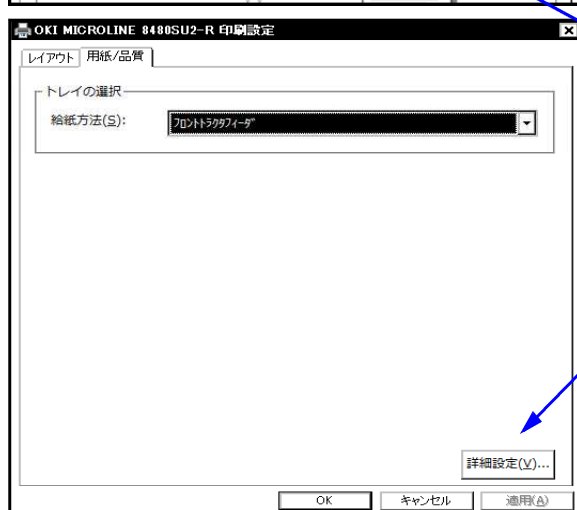 OKI MICROLINE 8480SU2-R 印刷設定
レイアウト 用紙/品質
トレイの選択
給紙方法(S): フロントトラクタフィーダ
詳細設定(V)...
OK キャンセル 適用(A)